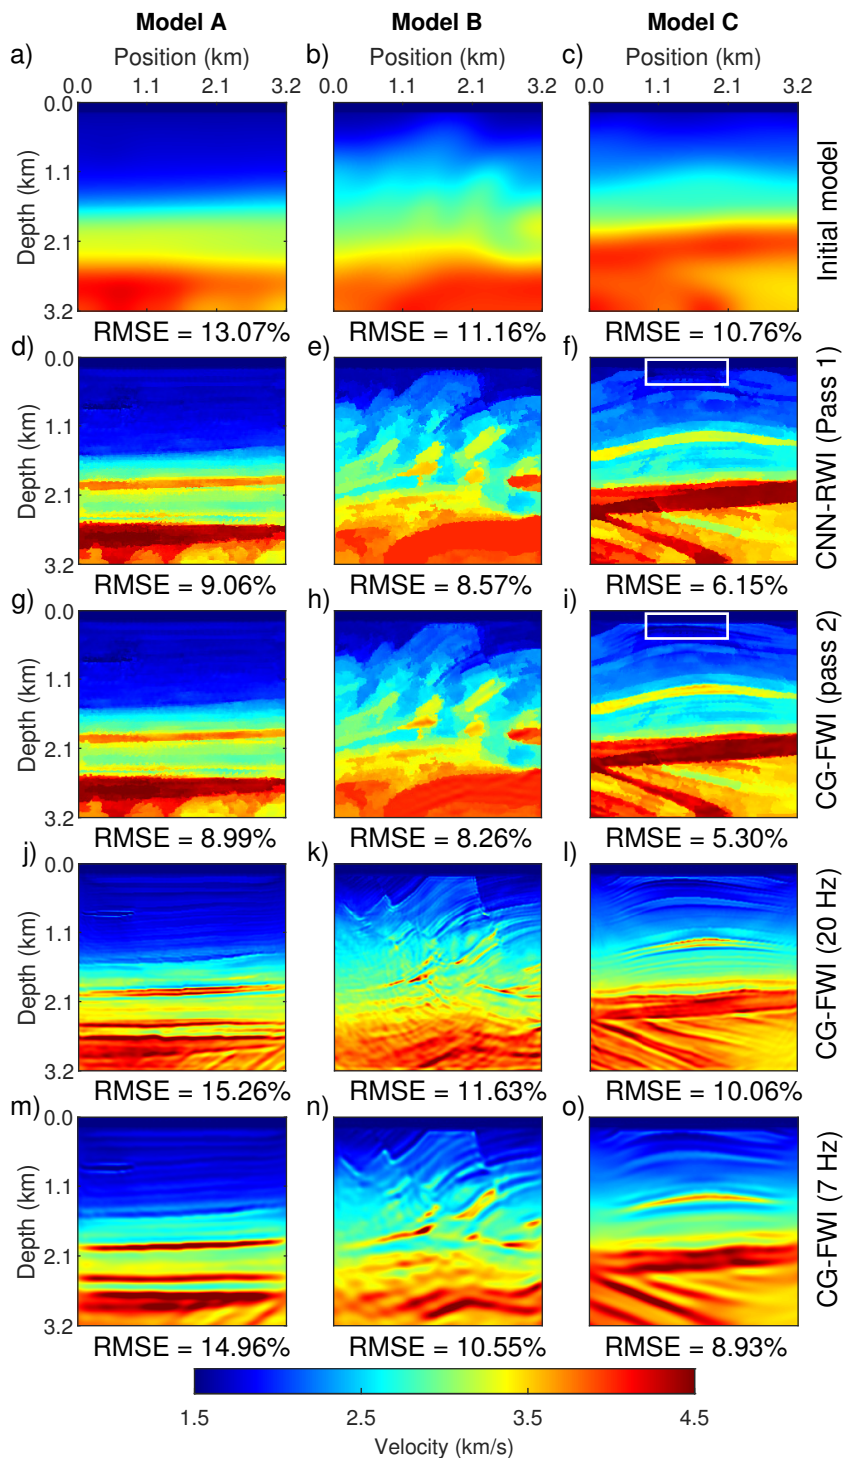 Model A Model B Model C
a) Position (km) b) Position (km) c) Position (km)
0.0 1.1 2.1 3.2 0.0 1.1 2.1 3.2 0.0 1.1 2.1 3.2
0.0
1.1
2.1
3.2
Depth (km)
Initial model
RMSE = 13.07% RMSE = 11.16% RMSE = 10.76%
d) e) f)
0.0
1.1
2.1
3.2
Depth (km)
CNN-RWI (Pass 1)
RMSE = 9.06% RMSE = 8.57% RMSE = 6.15%
g) h) i)
0.0
1.1
2.1
3.2
Depth (km)
CG-FWI (pass 2)
RMSE = 8.99% RMSE = 8.26% RMSE = 5.30%
j) k) l)
0.0
1.1
2.1
3.2
Depth (km)
CG-FWI (20 Hz)
RMSE = 15.26% RMSE = 11.63% RMSE = 10.06%
m) n) o)
0.0
1.1
2.1
3.2
Depth (km)
CG-FWI (7 Hz)
RMSE = 14.96% RMSE = 10.55% RMSE = 8.93%
1.5 2.5 3.5 4.5
Velocity (km/s)